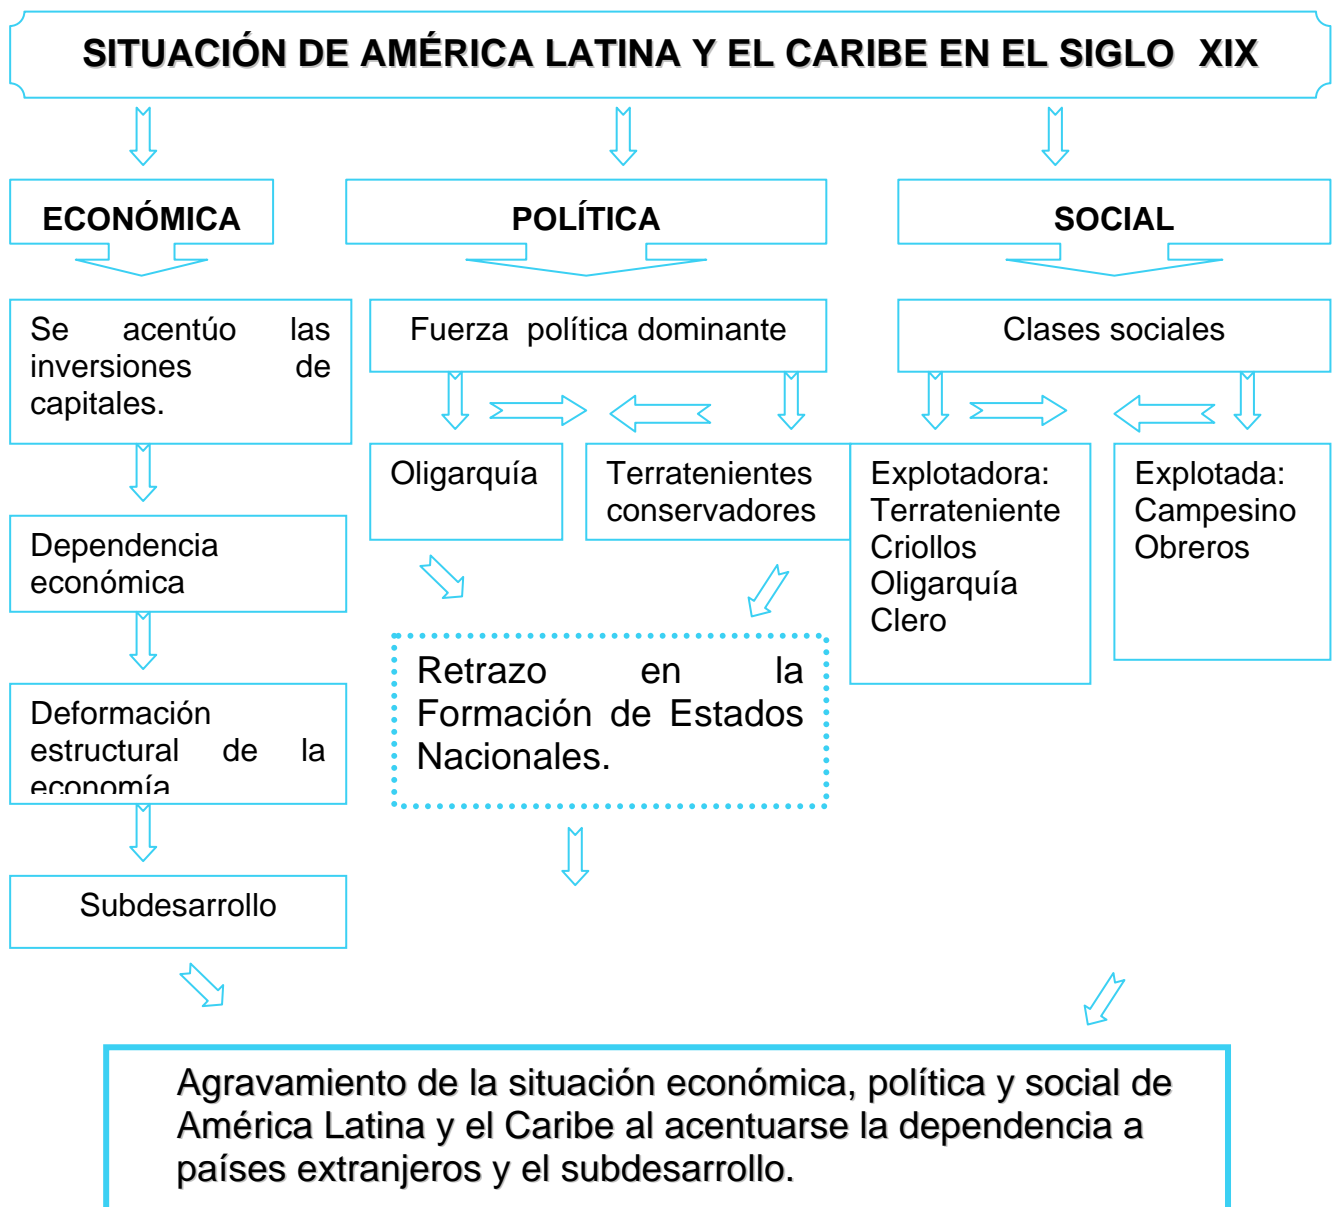 SITUACIÓN DE AMÉRICA LATINA Y EL CARIBE EN EL SIGLO XIX
ECONÓMICA
Se acentúo las
inversiones de
capitales.
Dependencia
económica
Deformación
estructural de la
economía
Subdesarrollo
POLÍTICA
Fuerza política dominante
Oligarquía
Terratenientes
conservadores
Retrazo en la
Formación de Estados
Nacionales.
SOCIAL
Clases sociales
Explotadora:
Terrateniente
Criollos
Oligarquía
Clero
Explotada:
Campesino
Obreros
Agravamiento de la situación económica, política y social de
América Latina y el Caribe al acentuarse la dependencia a
países extranjeros y el subdesarrollo.